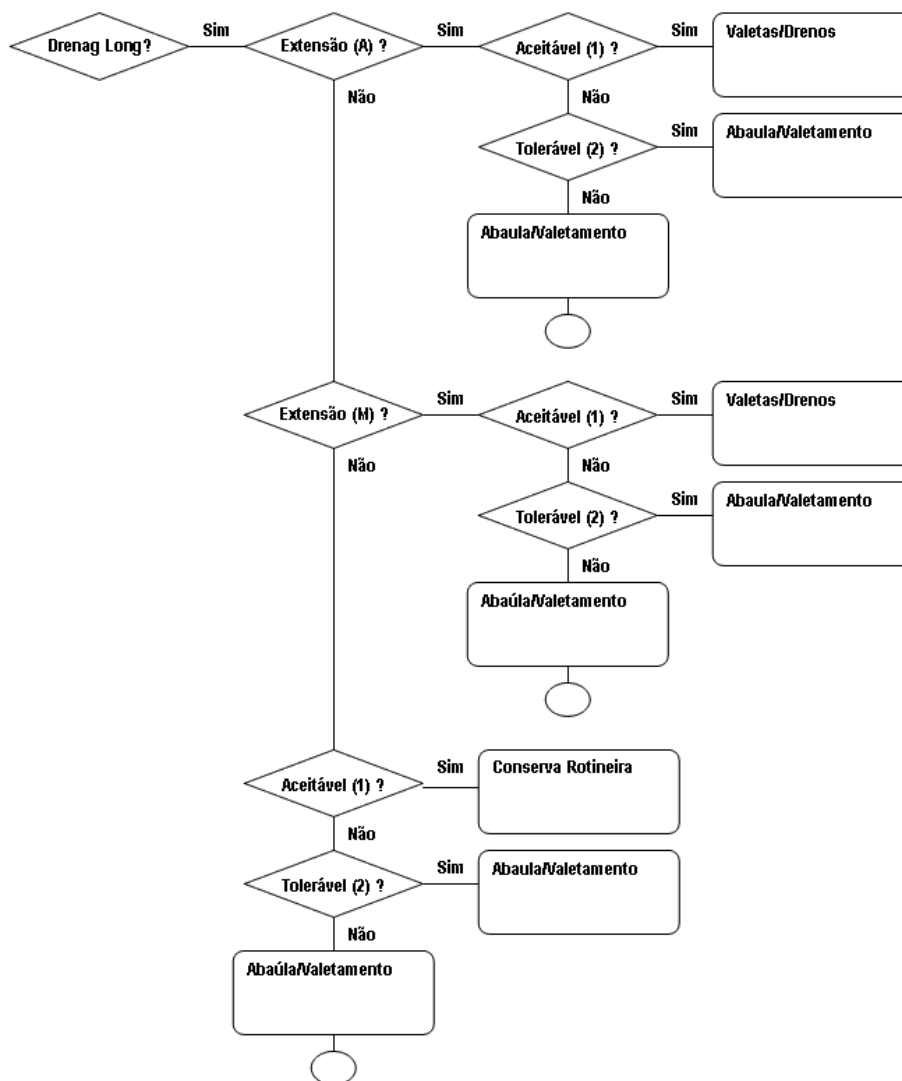 Drenag Long?
Sim
Extensão (A) ?
Sim
Aceitável (1) ?
Sim
Valetas/Drenos
Não
Não
Tolerável (2) ?
Sim
Abaula/Valetamento
Não
Abaula/Valetamento
Extensão (M) ?
Sim
Aceitável (1) ?
Sim
Valetas/Drenos
Não
Não
Tolerável (2) ?
Sim
Abaula/Valetamento
Não
Abaúla/Valetamento
Aceitável (1) ?
Sim
Conserva Rotineira
Não
Tolerável (2) ?
Sim
Abaula/Valetamento
Não
Abaúla/Valetamento